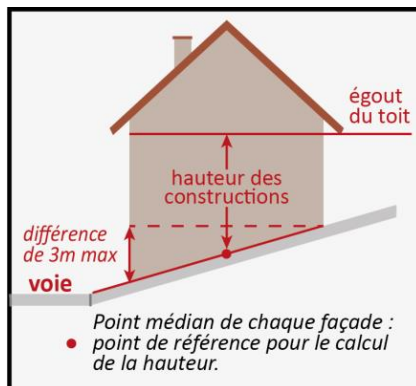 égout
du toit
hauteur des
constructions
différence
de 3m max
voie
Point médian de chaque façade :
point de référence pour le calcul
de la hauteur.